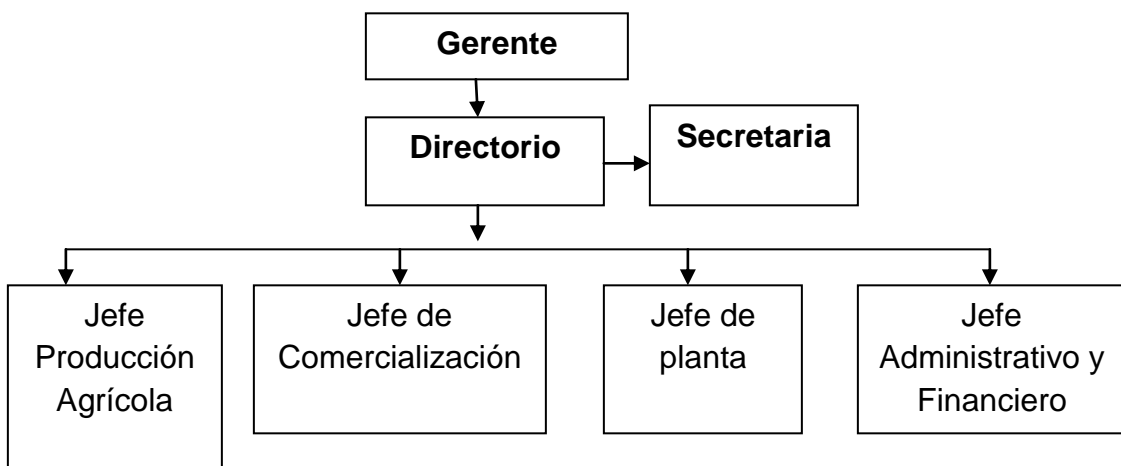 Gerente
Directorio
Secretaria
Jefe
Producción
Agrícola
Jefe de
Comercialización
Jefe de
planta
Jefe
Administrativo y
Financiero